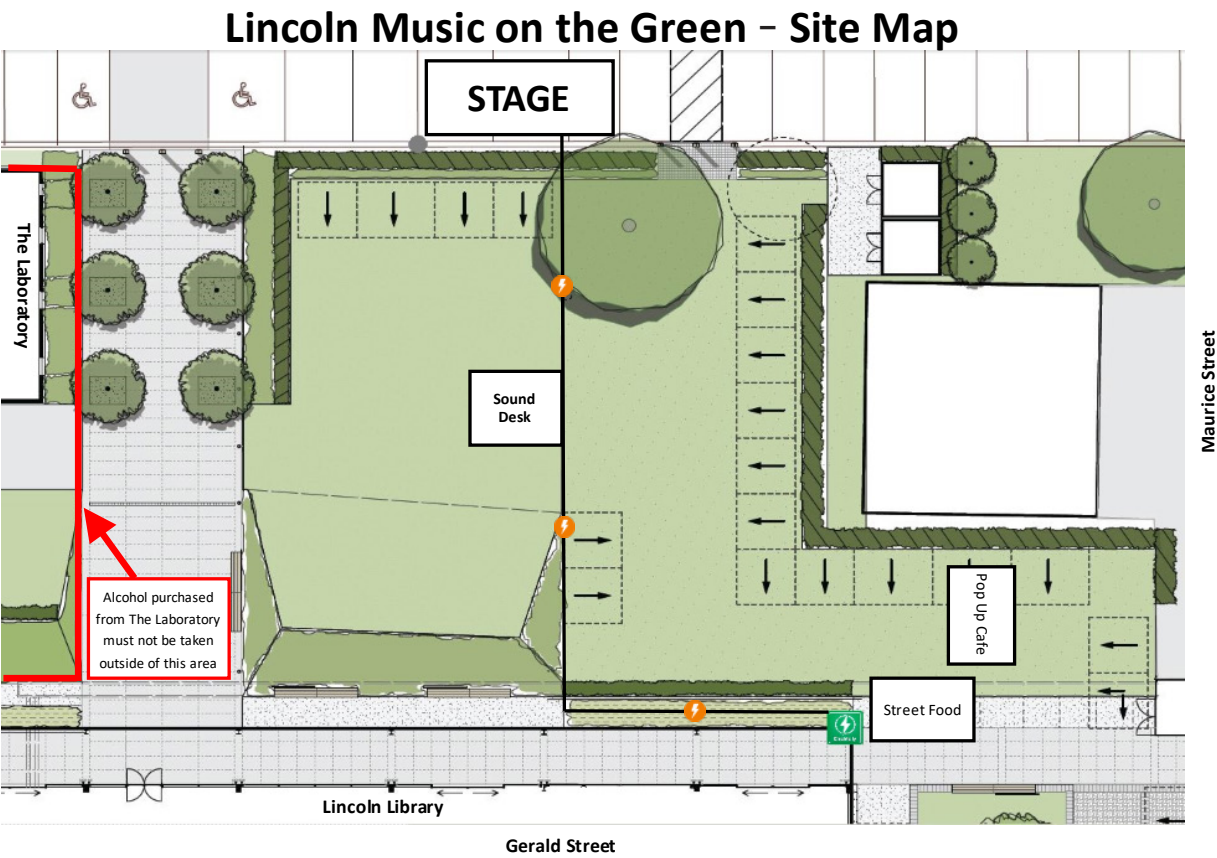 Lincoln Music on the Green – Site Map
STAGE
The Laboratory
Sound
Desk
Maurice Street
Alcohol purchased
from The Laboratory
must not be taken
outside of this area
Pop Up Cafe
Street Food
Lincoln Library
Gerald Street